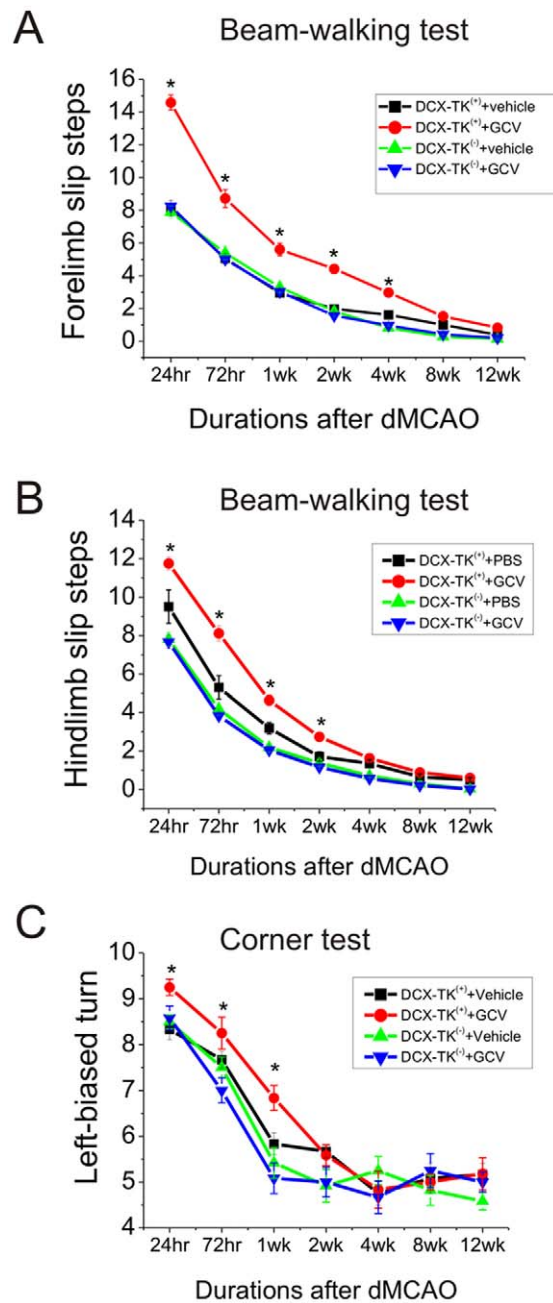 A
Beam-walking test
Forelimb slip steps
16
14
12
10
8
6
4
2
0
*
*
*
*
*
DCX-TK(+)+vehicle
DCX-TK(+)+GCV
DCX-TK(-)+vehicle
DCX-TK(-)+GCV
24hr 72hr 1wk 2wk 4wk 8wk 12wk
Durations after dMCAO
B
Beam-walking test
Hindlimb slip steps
14
12
10
8
6
4
2
0
*
*
*
*
DCX-TK(+)+PBS
DCX-TK(+)+GCV
DCX-TK(-)+PBS
DCX-TK(-)+GCV
24hr 72hr 1wk 2wk 4wk 8wk 12wk
Durations after dMCAO
C
Corner test
Left-biased turn
10
9
8
7
6
5
4
*
*
*
DCX-TK(+)+Vehicle
DCX-TK(+)+GCV
DCX-TK(-)+Vehicle
DCX-TK(-)+GCV
24hr 72hr 1wk 2wk 4wk 8wk 12wk
Durations after dMCAO